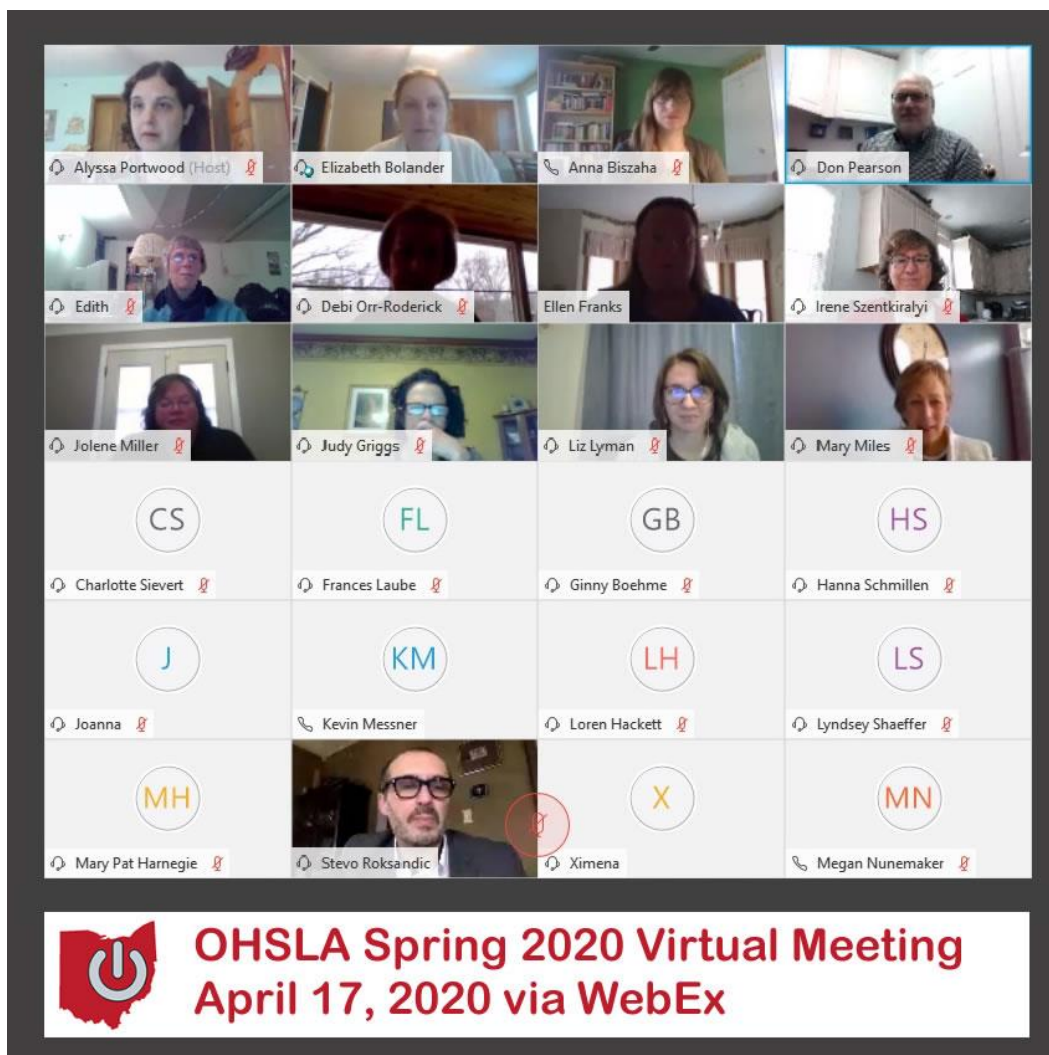 Alyssa Portwood (Host)
Elizabeth Bolander
Anna Biszaha
Don Pearson
Edith
Debi Orr-Roderick
Ellen Franks
Irene Szentkiralyi
Jolene Miller
Judy Griggs
Liz Lyman
Mary Miles
CS
FL
GB
HS
Charlotte Sievert
Frances Laube
Ginny Boehme
Hanna Schmillen
J
KM
LH
LS
Joanna
Kevin Messner
Loren Hackett
Lyndsey Shaeffer
MH
X
MN
Mary Pat Harnegie
Stevo Roksandic
Ximena
Megan Nunemaker
OHSLA Spring 2020 Virtual Meeting
April 17, 2020 via WebEx